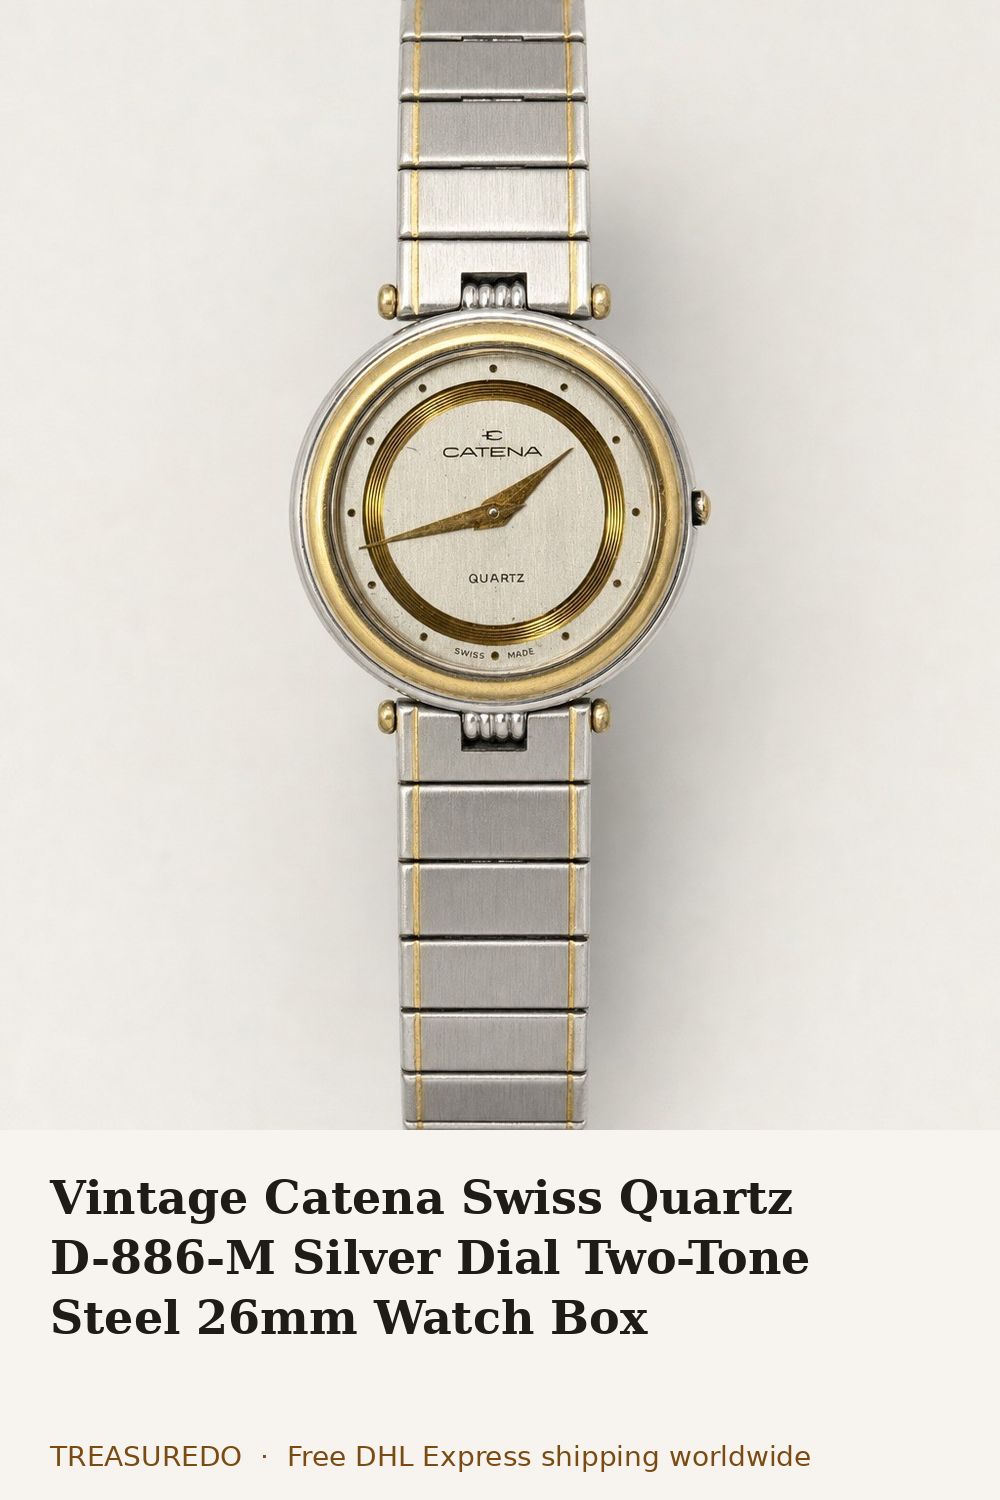 CATENA
QUARTZ
SWISS MADE
Vintage Catena Swiss Quartz
D-886-M Silver Dial Two-Tone
Steel 26mm Watch Box
TREASUREDO · Free DHL Express shipping worldwide